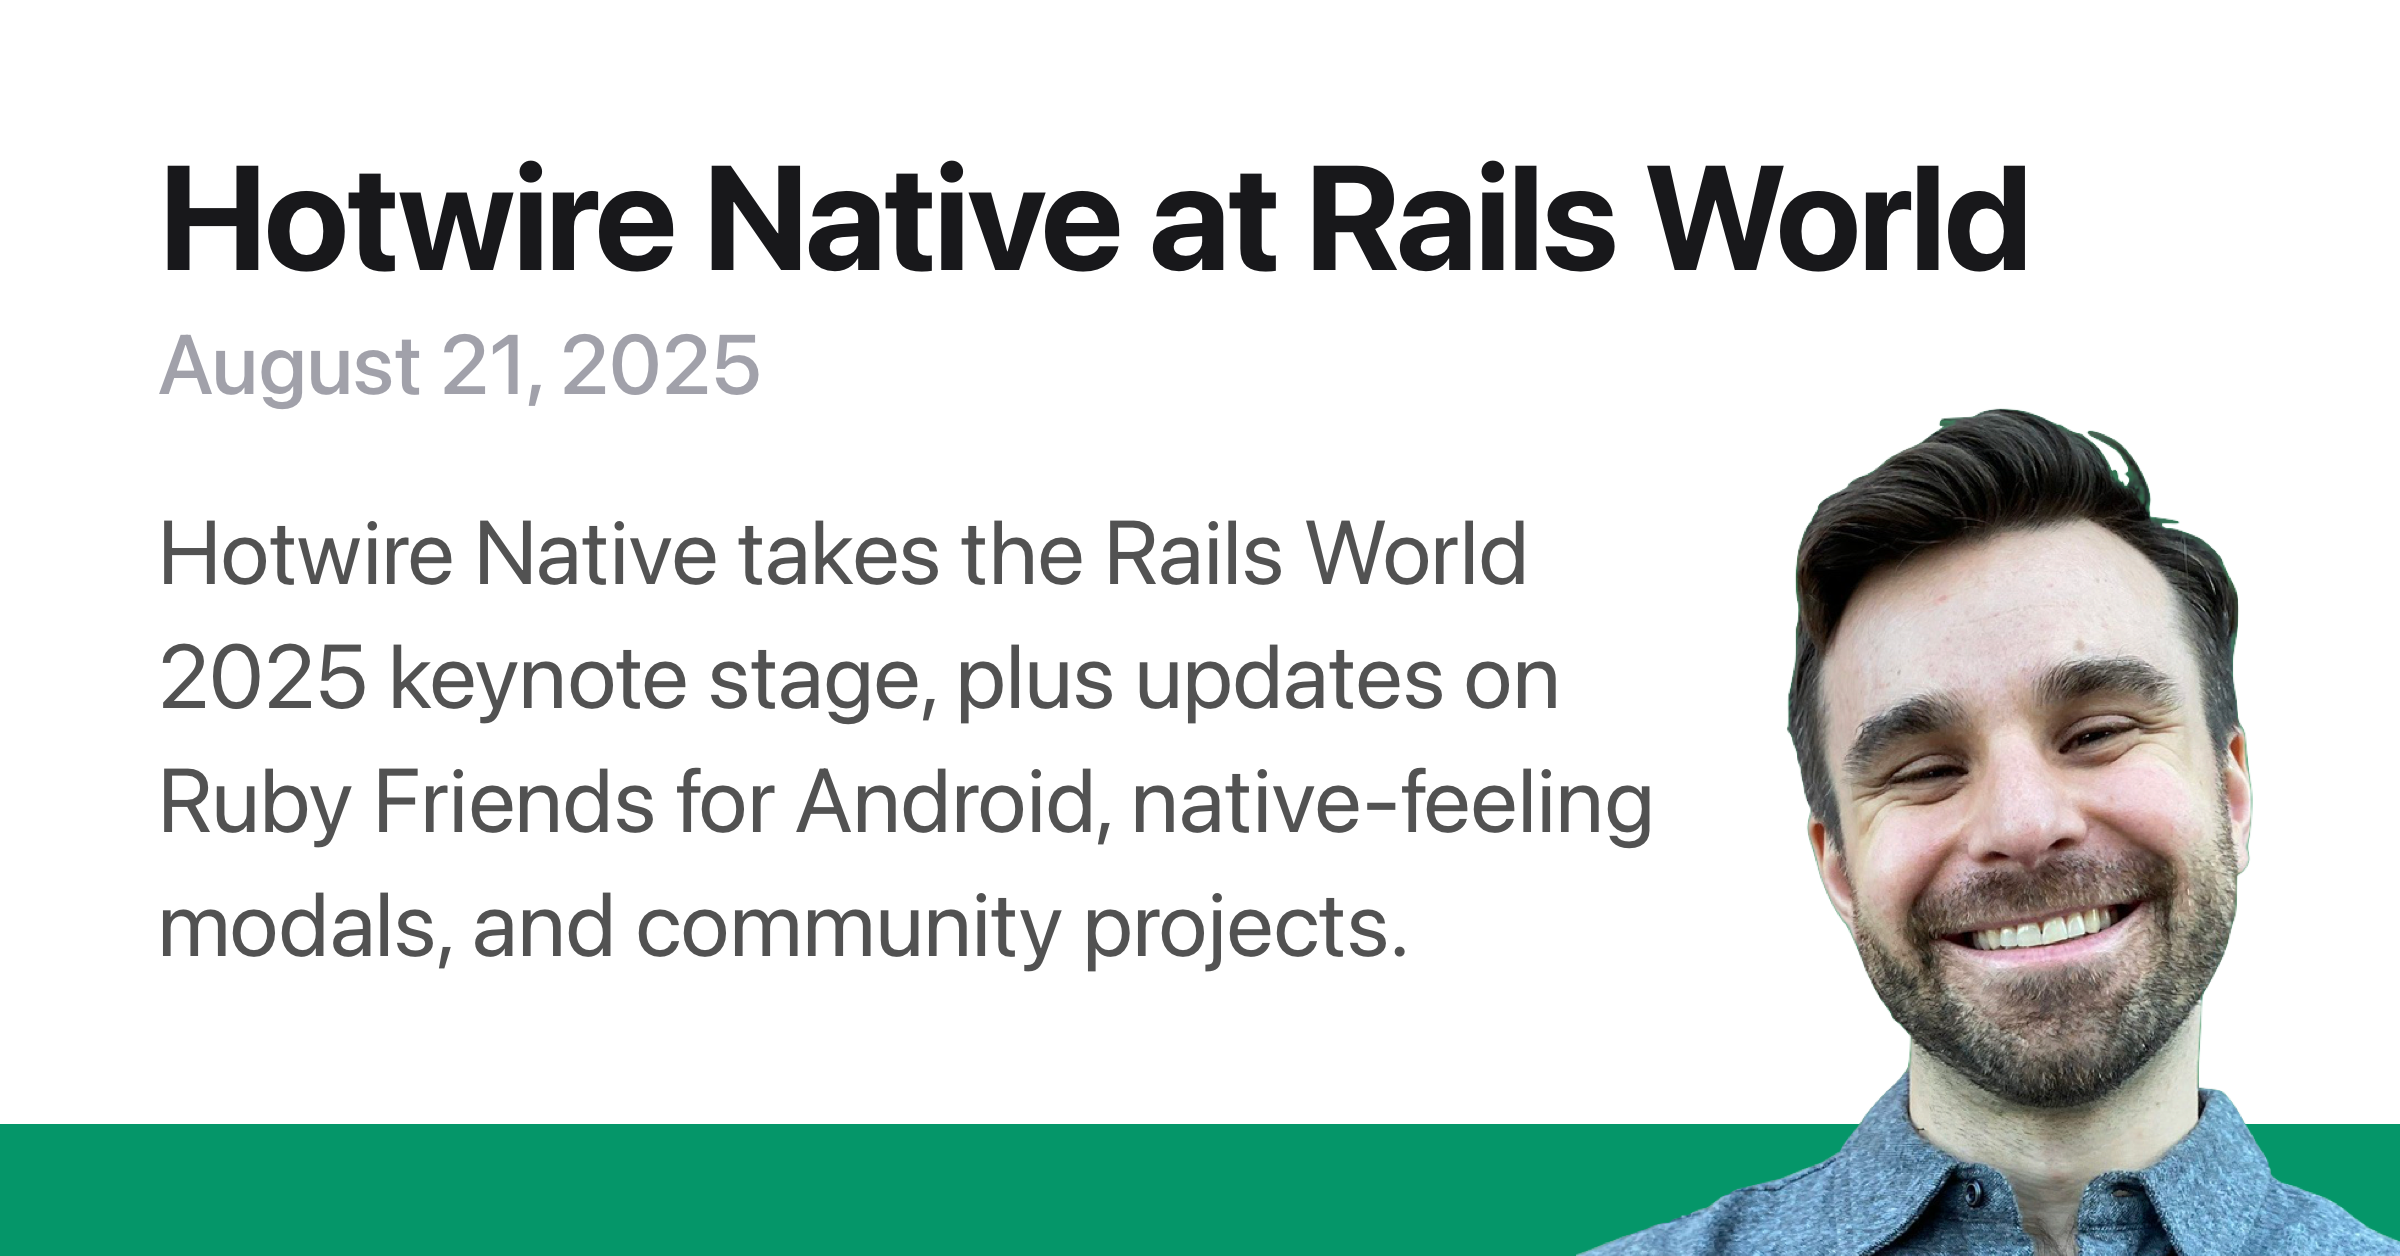 Hotwire Native at Rails World
August 21, 2025
Hotwire Native takes the Rails World
2025 keynote stage, plus updates on
Ruby Friends for Android, native-feeling
modals, and community projects.